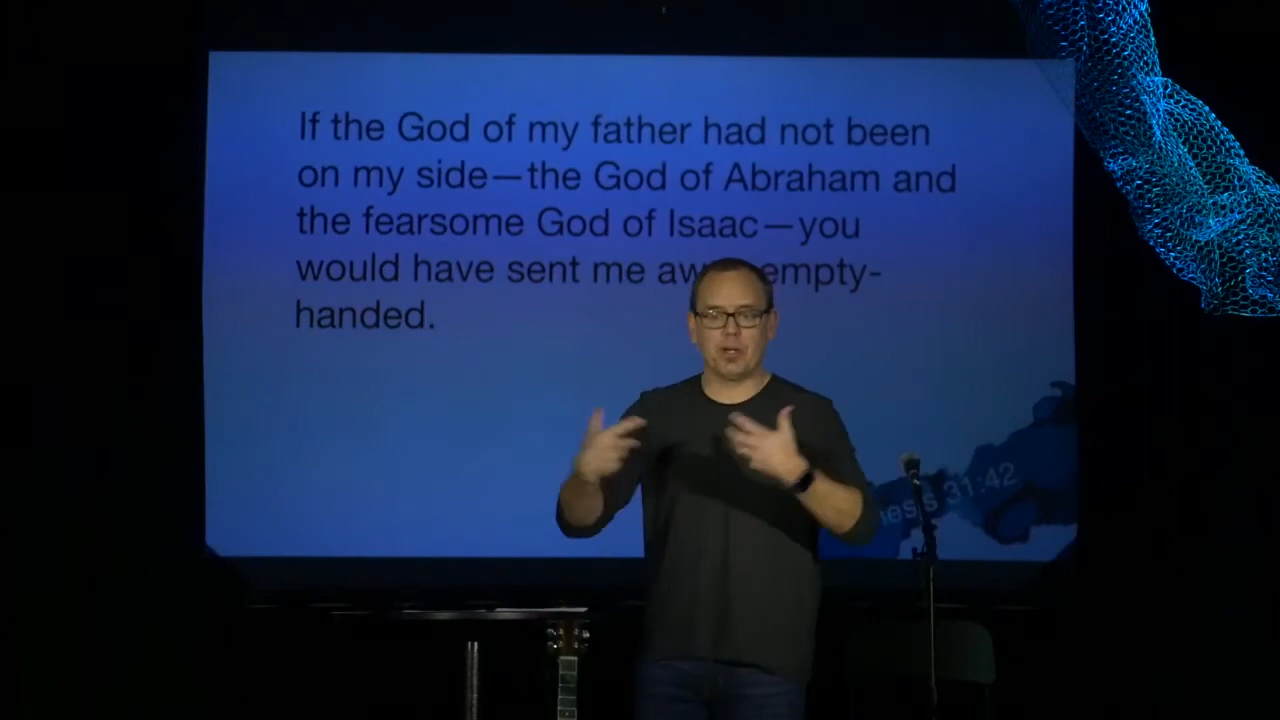 If the God of my father had not been
on my side—the God of Abraham and
the fearsome God of Isaac—you
would have sent me empty-
handed.
31:42